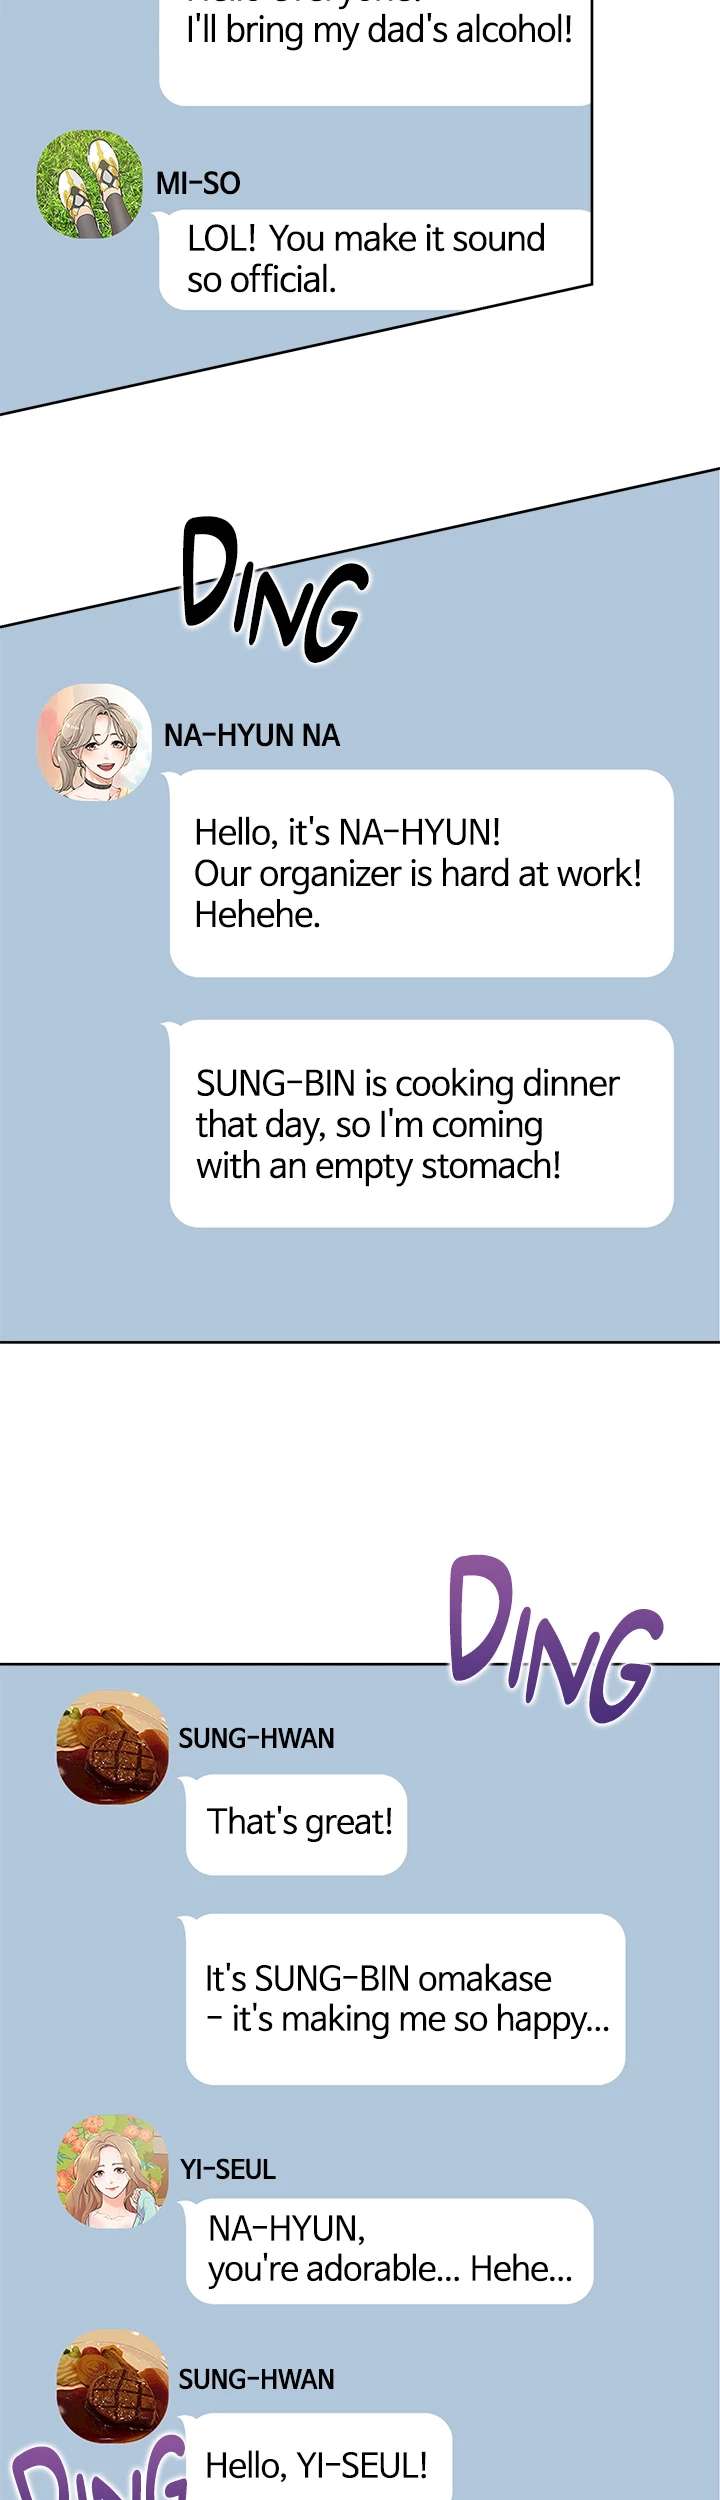 I'll bring my dad's alcohol!
MI-SO
LOL! You make it sound
so official.
DING
NA-HYUN NA
Hello, it's NA-HYUN!
Our organizer is hard at work!
Hehehe.
SUNG-BIN is cooking dinner
that day, so I'm coming
with an empty stomach!
DING
SUNG-HWAN
That's great!
It's SUNG-BIN omakase
- it's making me so happy...
YI-SEUL
NA-HYUN,
you're adorable... Hehe...
SUNG-HWAN
Hello, YI-SEUL!
DING